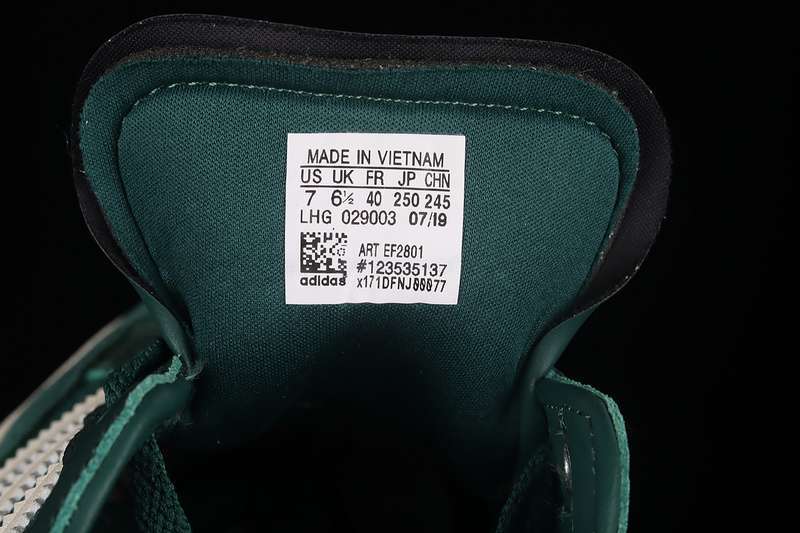 MADE IN VIETNAM
US UK FR JP CHN
7 6½ 40 250 245
LHG 029003 07/19
ART EF2801
#123535137
adidas